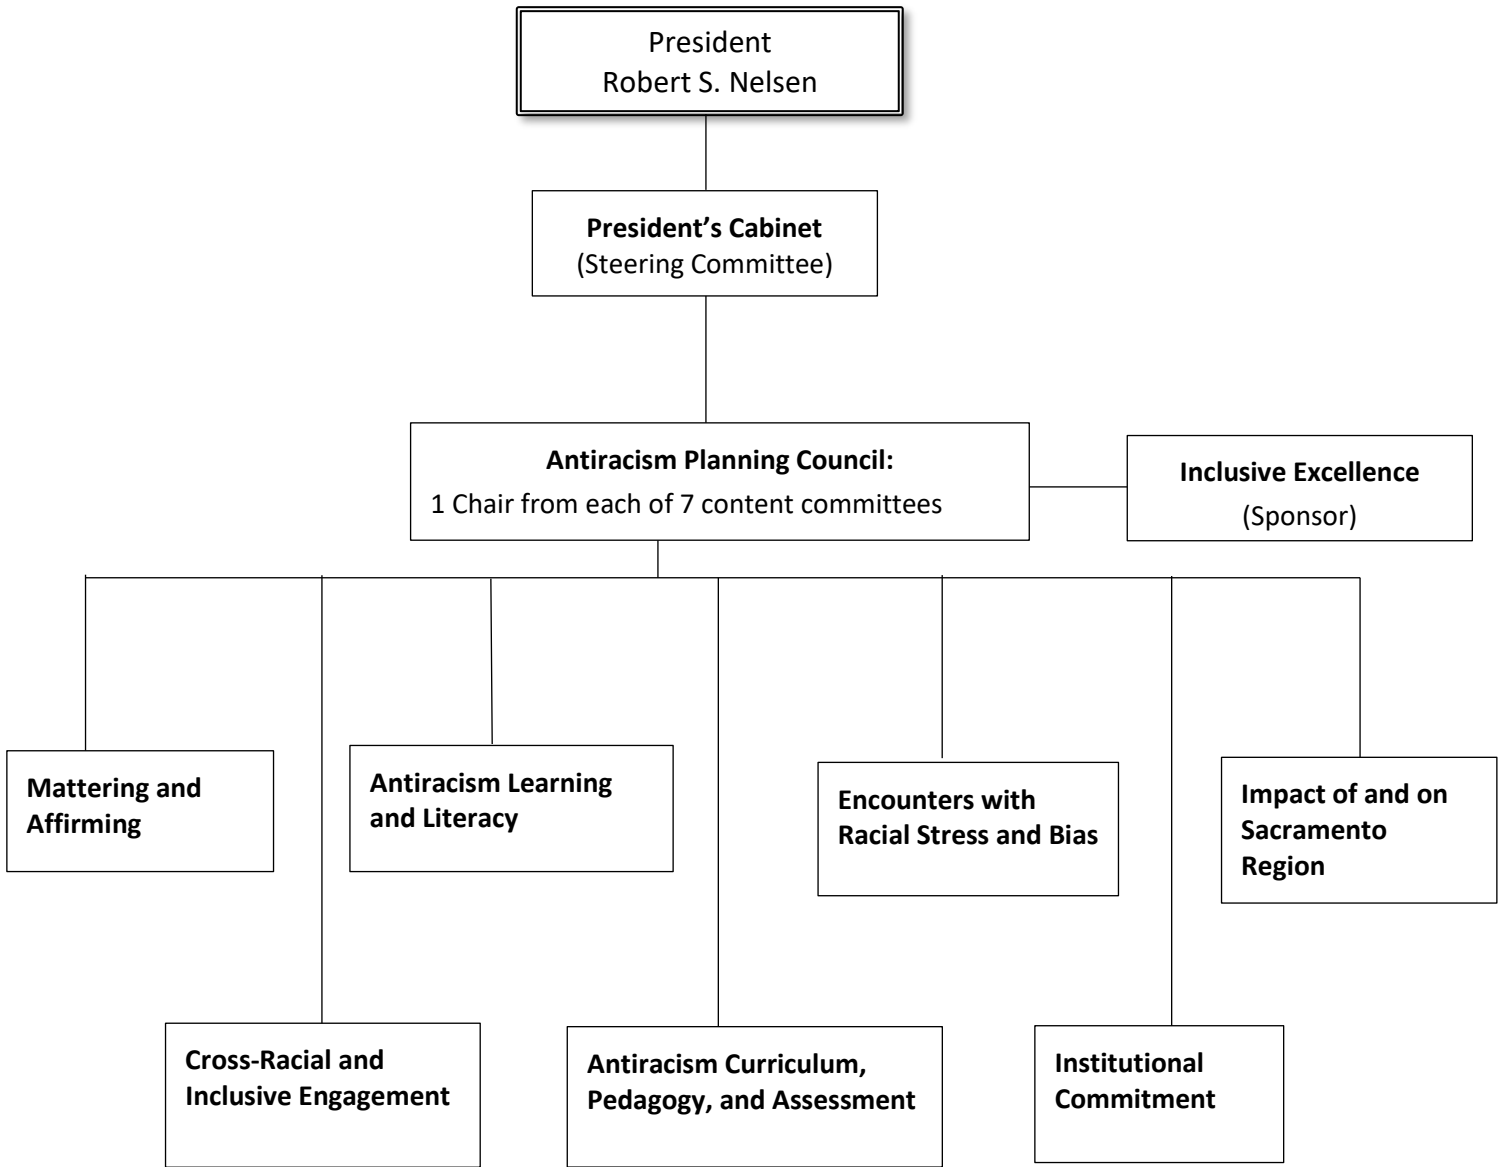 President
Robert S. Nelsen
President’s Cabinet
(Steering Committee)
Antiracism Planning Council:
1 Chair from each of 7 content committees
Inclusive Excellence
(Sponsor)
Mattering and
Affirming
Antiracism Learning
and Literacy
Encounters with
Racial Stress and Bias
Impact of and on
Sacramento
Region
Cross-Racial and
Inclusive Engagement
Antiracism Curriculum,
Pedagogy, and Assessment
Institutional
Commitment